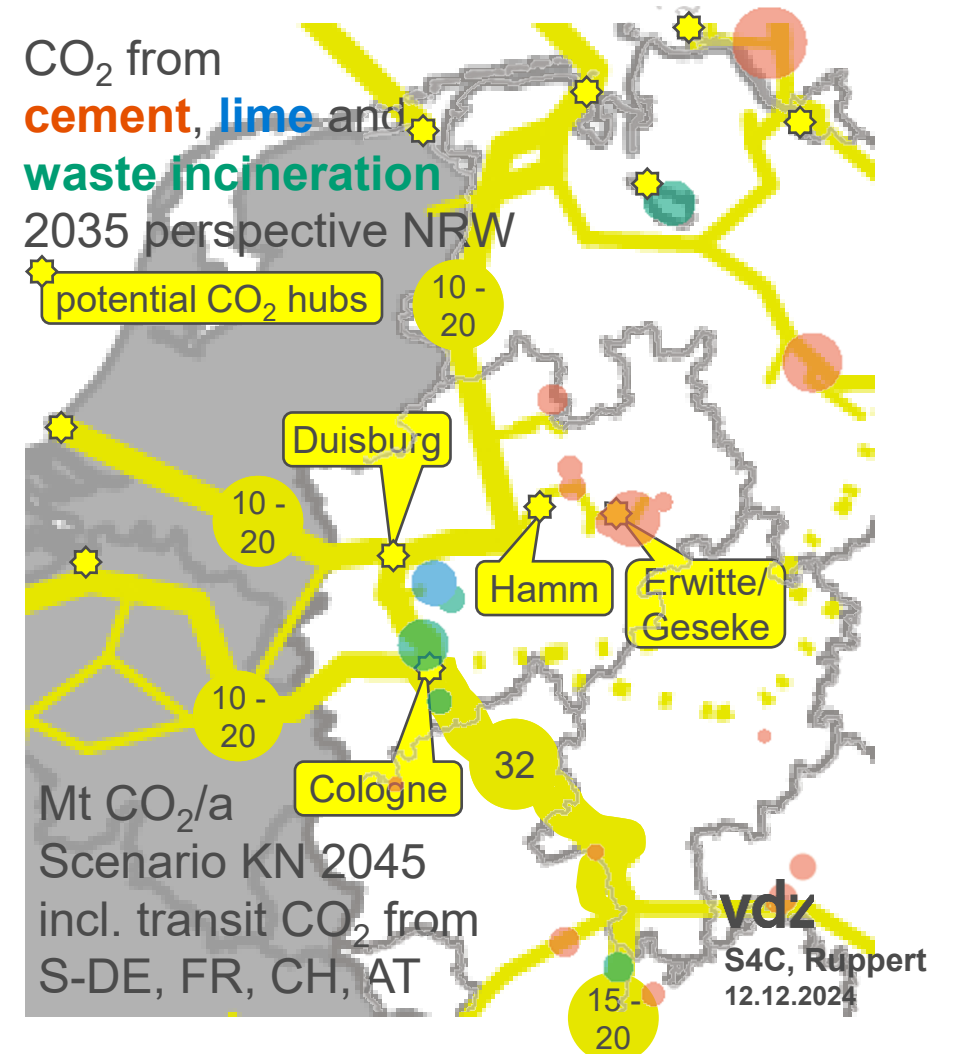 CO₂ from
cement, lime and
waste incineration
2035 perspective NRW
potential CO₂ hubs
10 -
20
Duisburg
10 -
20
Hamm
Erwitte/
Geseke
10 -
20
32
Cologne
Mt CO₂/a
Scenario KN 2045
incl. transit CO₂ from
S-DE, FR, CH, AT
vdz
S4C, Ruppert
12.12.2024
15 -
20